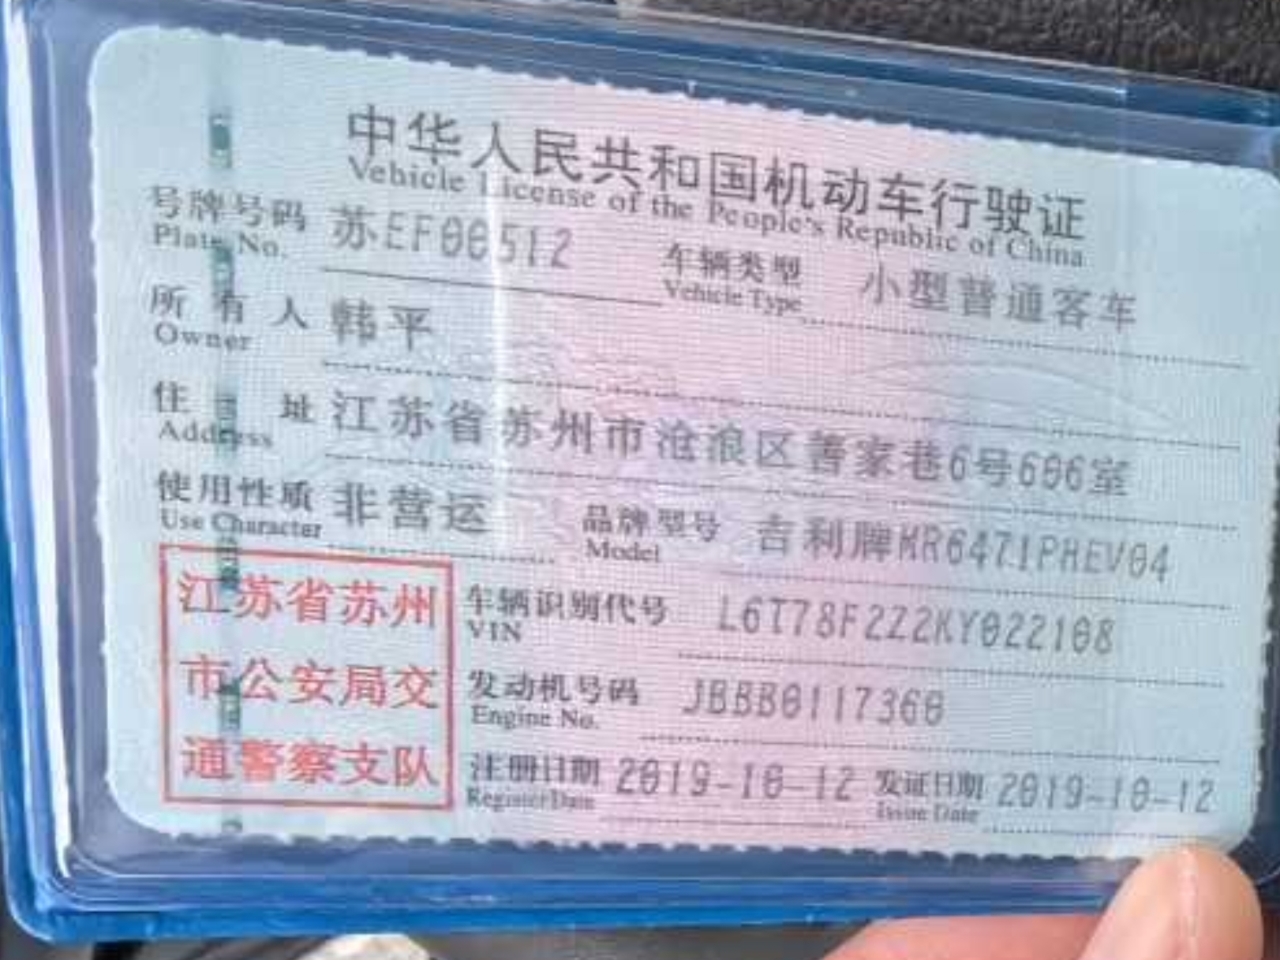 中华人民共和国机动车行驶证
Vehicle License of the People's Republic of China
号牌号码 苏EF00512 车辆类型 小型普通客车
Plate No. Vehicle Type
所有人 韩平
Owner
住址 江苏省苏州市沧浪区善家巷6号606室
Address
使用性质 非营运 品牌型号 吉利牌HR6471PHEV04
Use Character Model
江苏省苏州
市公安局交
通警察支队
车辆识别代号 L6T78F2Z2KY022108
VIN
发动机号码 JBBB0117360
Engine No.
注册日期 2019-10-12 发证日期 2019-10-12
Register Date Issue Date